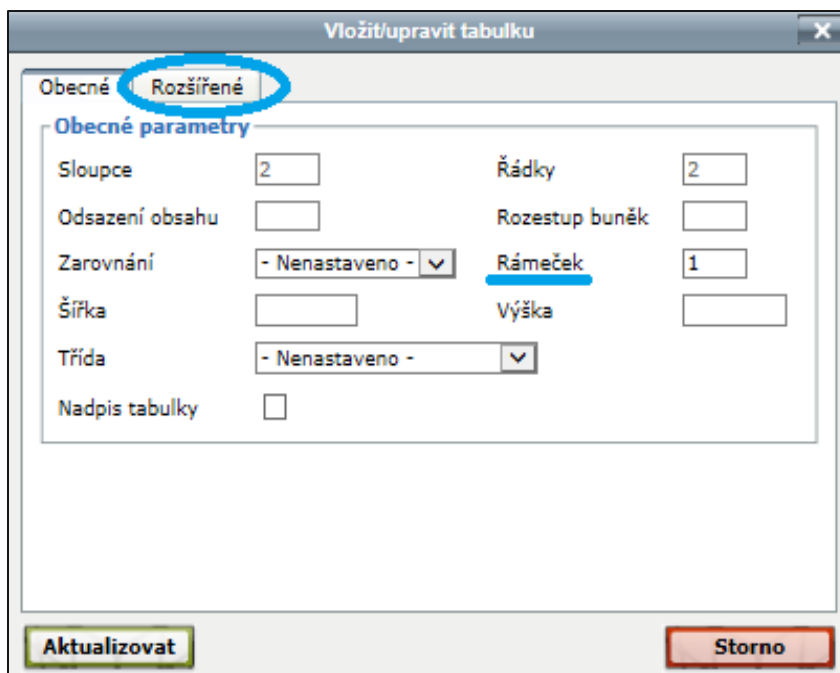 Vložit/upravit tabulku
Obecné Rozšířené
Obecné parametry
Sloupce 2 Řádky 2
Odsazení obsahu Rozestup buněk
Zarovnání - Nenastaveno - Rámeček 1
Šířka Výška
Třída - Nenastaveno -
Nadpis tabulky
Aktualizovat Storno